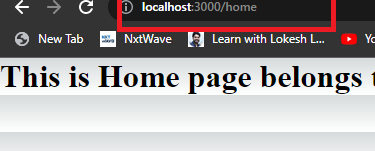 localhost:3000/home
New Tab NxtWave Learn with Lokesh L...
This is Home page belongs